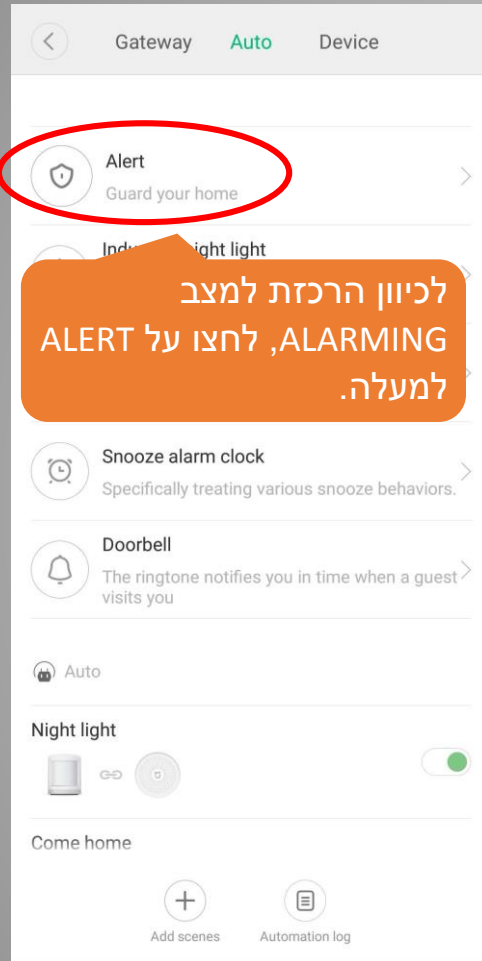 Gateway Auto Device
Alert
Guard your home
night light
לכיוון הרכזת למצב
ALARMING, לחצו על ALERT
למעלה.
Snooze alarm clock
Specifically treating various snooze behaviors.
Doorbell
The ringtone notifies you in time when a guest
visits you
Auto
Night light
Come home
Add scenes Automation log